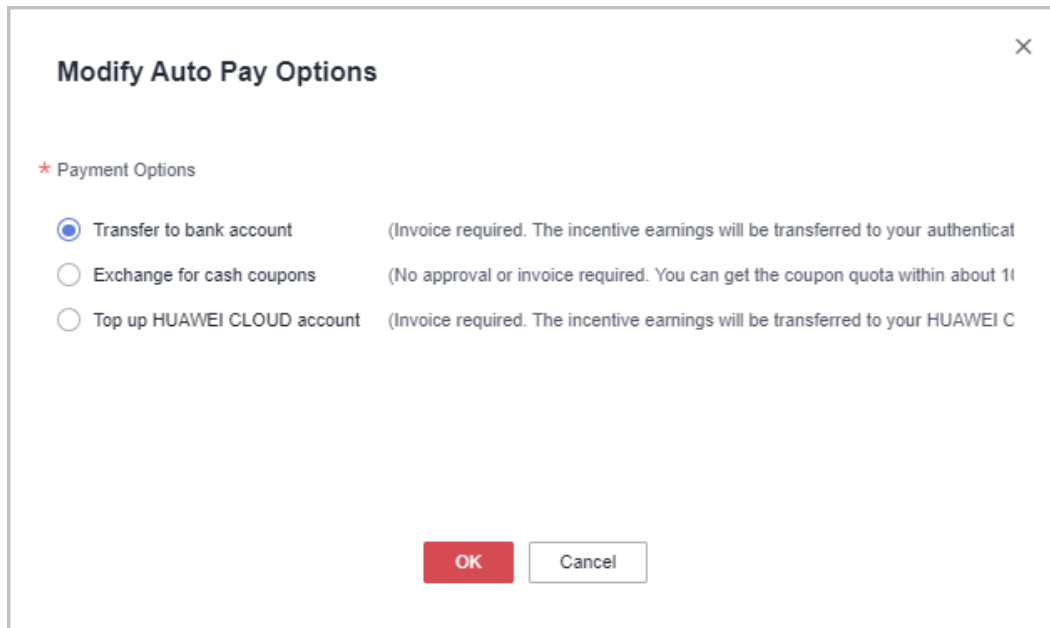 Modify Auto Pay Options
* Payment Options
Transfer to bank account (Invoice required. The incentive earnings will be transferred to your authenticat
Exchange for cash coupons (No approval or invoice required. You can get the coupon quota within about 10
Top up HUAWEI CLOUD account (Invoice required. The incentive earnings will be transferred to your HUAWEI C
OK Cancel